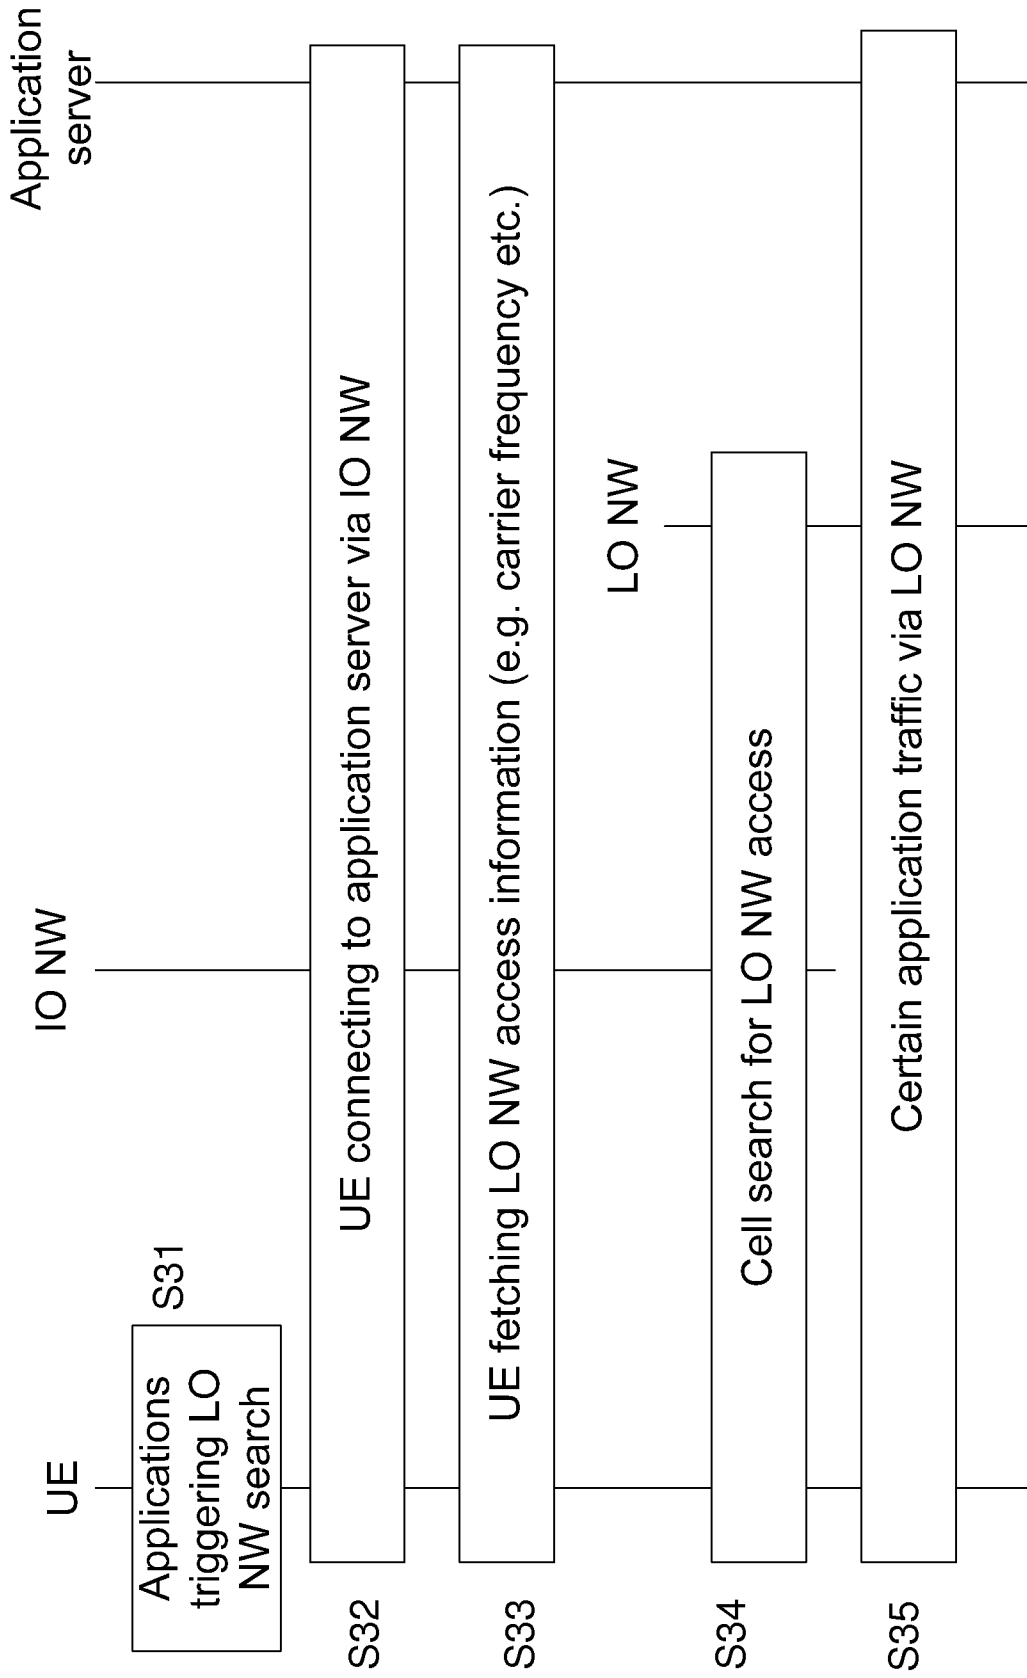 UE
IO NW
Application
server
Applications
triggering LO
NW search
S31
S32
UE connecting to application server via IO NW
S33
UE fetching LO NW access information (e.g. carrier frequency etc.)
LO NW
S34
Cell search for LO NW access
S35
Certain application traffic via LO NW